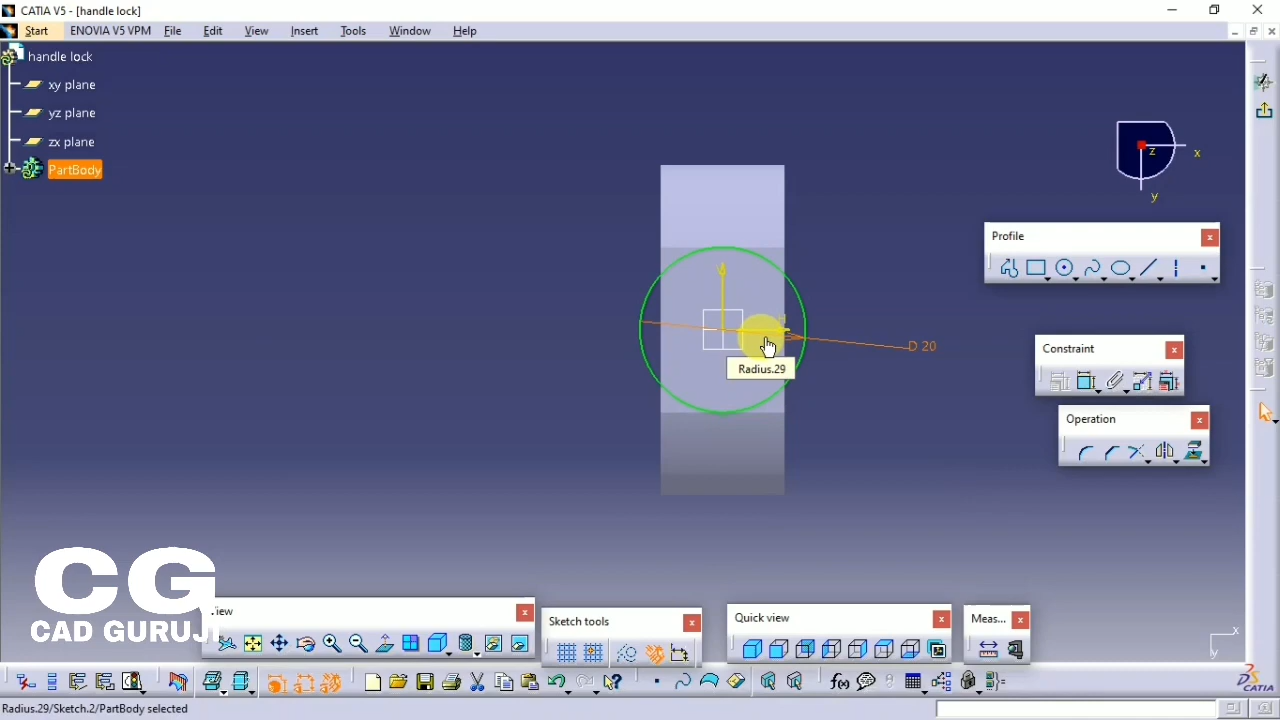 CATIA V5 - [handle lock]
Start ENOVIA V5 VPM File Edit View Insert Tools Window Help
handle lock
xy plane
yz plane
zx plane
PartBody
z
x
y
Profile
V
H
D 20
Radius.29
Constraint
Operation
CG
CAD GURUJI
View
Sketch tools
Quick view
Meas...
x
y
f(x)
CATIA
Radius.29/Sketch.2/PartBody selected